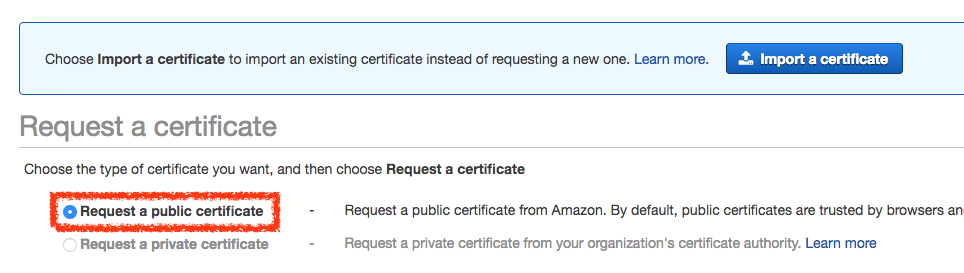 Choose Import a certificate to import an existing certificate instead of requesting a new one. Learn more. Import a certificate
Request a certificate
Choose the type of certificate you want, and then choose Request a certificate
Request a public certificate - Request a public certificate from Amazon. By default, public certificates are trusted by browsers
Request a private certificate - Request a private certificate from your organization's certificate authority. Learn more